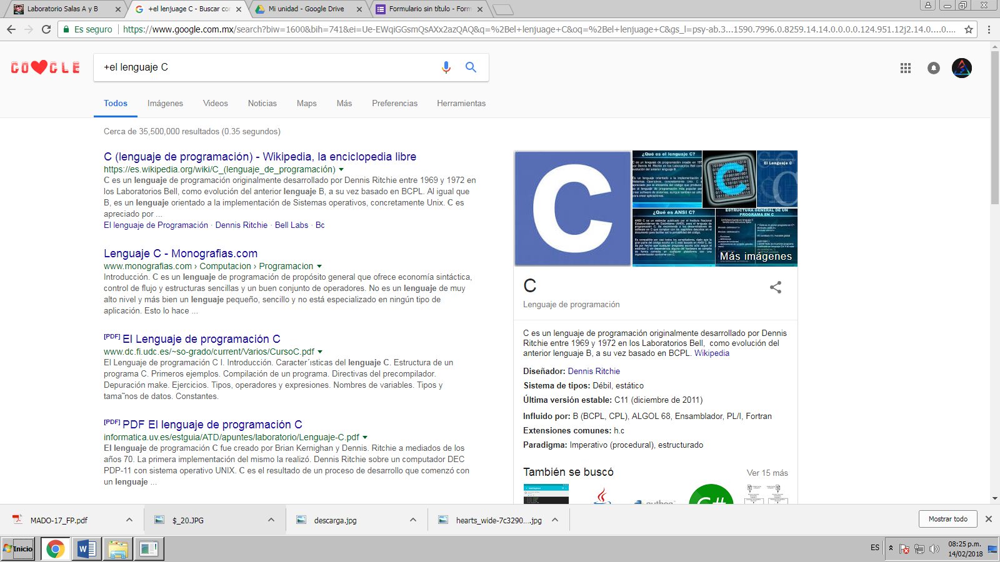 Laboratorio Salas A y B
+el lenjuage C - Buscar con
Mi unidad - Google Drive
Formulario sin título - Form
Es seguro
https://www.google.com.mx/search?biw=1600&bih=741&ei=Ue-EWqiGGsmQsAXx2azQAQ&q=%2Bel+lenjuage+C&oq=%2Bel+lenjuage+C&gs_l=psy-ab.3...1590.7996.0.8259.14.14.0.0.0.0.124.951.12j2.14.0....0....
+el lenguaje C
Todos
Imágenes
Videos
Noticias
Maps
Más
Preferencias
Herramientas
Cerca de 35,500,000 resultados (0.35 segundos)
C (lenguaje de programación) - Wikipedia, la enciclopedia libre
https://es.wikipedia.org/wiki/C_(lenguaje_de_programación)
C es un lenguaje de programación originalmente desarrollado por Dennis Ritchie entre 1969 y 1972 en
los Laboratorios Bell, como evolución del anterior lenguaje B, a su vez basado en BCPL. Al igual que
B, es un lenguaje orientado a la implementación de Sistemas operativos, concretamente Unix. C es
apreciado por ...
El lenguaje de Programación · Dennis Ritchie · Bell Labs · Bc
Lenguaje C - Monografias.com
www.monografias.com › Computacion › Programacion
Introducción. C es un lenguaje de programación de propósito general que ofrece economía sintáctica,
control de flujo y estructuras sencillas y un buen conjunto de operadores. No es un lenguaje de muy
alto nivel y más bien un lenguaje pequeño, sencillo y no está especializado en ningún tipo de
aplicación. Esto lo hace ...
[PDF] El Lenguaje de programación C
www.dc.fi.udc.es/~so-grado/current/Varios/CursoC.pdf
El Lenguaje de programación C I. Introducción. Caracter´ısticas del lenguaje C. Estructura de un
programa C. Primeros ejemplos. Compilación de un programa. Directivas del precompilador.
Depuración make. Ejercicios. Tipos, operadores y expresiones. Nombres de variables. Tipos y
tama˜nos de datos. Constantes.
[PDF] PDF El lenguaje de programación C
informatica.uv.es/estguia/ATD/apuntes/laboratorio/Lenguaje-C.pdf
El lenguaje de programación C fue creado por Brian Kernighan y Dennis. Ritchie a mediados de los
años 70. La primera implementación del mismo la realizó. Dennis Ritchie sobre un computador DEC
PDP-11 con sistema operativo UNIX. C es el resultado de un proceso de desarrollo que comenzó con
un lenguaje ...
C
¿Qué es el lenguaje C?
El Lenguaje C
¿Qué es ANSI C?
ESTRUCTURA GENERAL DE UN
PROGRAMA EN C
Más imágenes
C
Lenguaje de programación
C es un lenguaje de programación originalmente desarrollado por Dennis
Ritchie entre 1969 y 1972 en los Laboratorios Bell, como evolución del
anterior lenguaje B, a su vez basado en BCPL. Wikipedia
Diseñador: Dennis Ritchie
Sistema de tipos: Débil, estático
Última versión estable: C11 (diciembre de 2011)
Influido por: B (BCPL, CPL), ALGOL 68, Ensamblador, PL/I, Fortran
Extensiones comunes: h.c
Paradigma: Imperativo (procedural), estructurado
También se buscó
Ver 15 más
MADO-17_FP.pdf
$_20.JPG
descarga.jpg
hearts_wide-7c3290....jpg
Mostrar todo
Inicio
ES
08:25 p.m.
14/02/2018